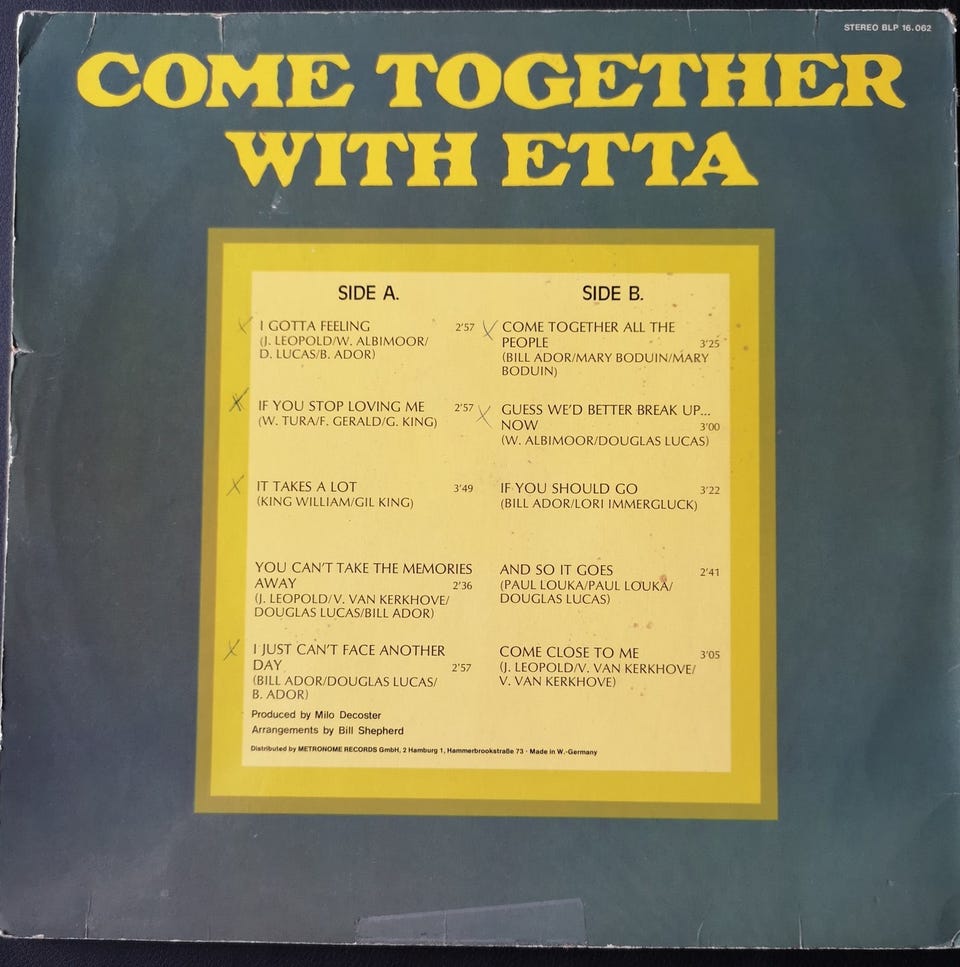 STEREO BLP 16.062
COME TOGETHER
WITH ETTA
SIDE A.
I GOTTA FEELING 2'57
(J. LEOPOLD/W. ALBIMOOR/
D. LUCAS/B. ADOR)
IF YOU STOP LOVING ME 2'57
(W. TURA/F. GERALD/G. KING)
IT TAKES A LOT 3'49
(KING WILLIAM/GIL KING)
YOU CAN'T TAKE THE MEMORIES
AWAY 2'36
(J. LEOPOLD/V. VAN KERKHOVE/
DOUGLAS LUCAS/BILL ADOR)
I JUST CAN'T FACE ANOTHER
DAY 2'57
(BILL ADOR/DOUGLAS LUCAS/
B. ADOR)
SIDE B.
COME TOGETHER ALL THE
PEOPLE 3'25
(BILL ADOR/MARY BODUIN/MARY
BODUIN)
GUESS WE'D BETTER BREAK UP...
NOW 3'00
(W. ALBIMOOR/DOUGLAS LUCAS)
IF YOU SHOULD GO 3'22
(BILL ADOR/LORI IMMERGLUCK)
AND SO IT GOES 2'41
(PAUL LOUKA/PAUL LOUKA/
DOUGLAS LUCAS)
COME CLOSE TO ME 3'05
(J. LEOPOLD/V. VAN KERKHOVE/
V. VAN KERKHOVE)
Produced by Milo Decoster
Arrangements by Bill Shepherd
Distributed by METRONOME RECORDS GmbH, 2 Hamburg 1, Hammerbrookstraße 73 · Made in W.-Germany